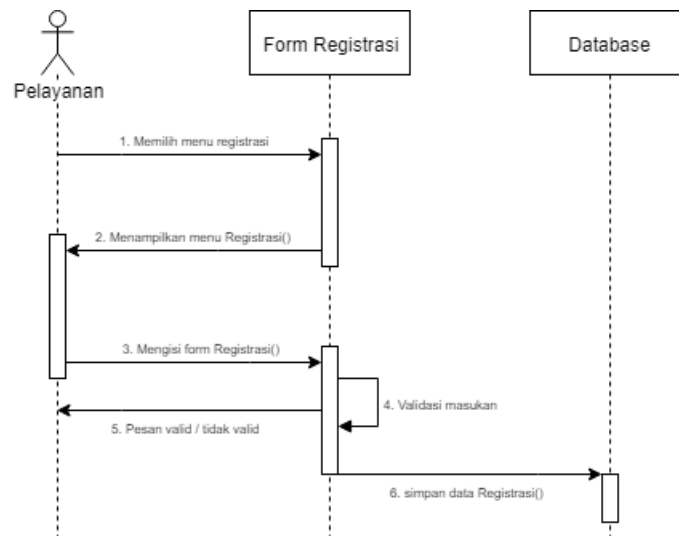 Form Registrasi
Database
Pelayanan
1. Memilih menu registrasi
2. Menampilkan menu Registrasi()
3. Mengisi form Registrasi()
4. Validasi masukan
5. Pesan valid / tidak valid
6. simpan data Registrasi()